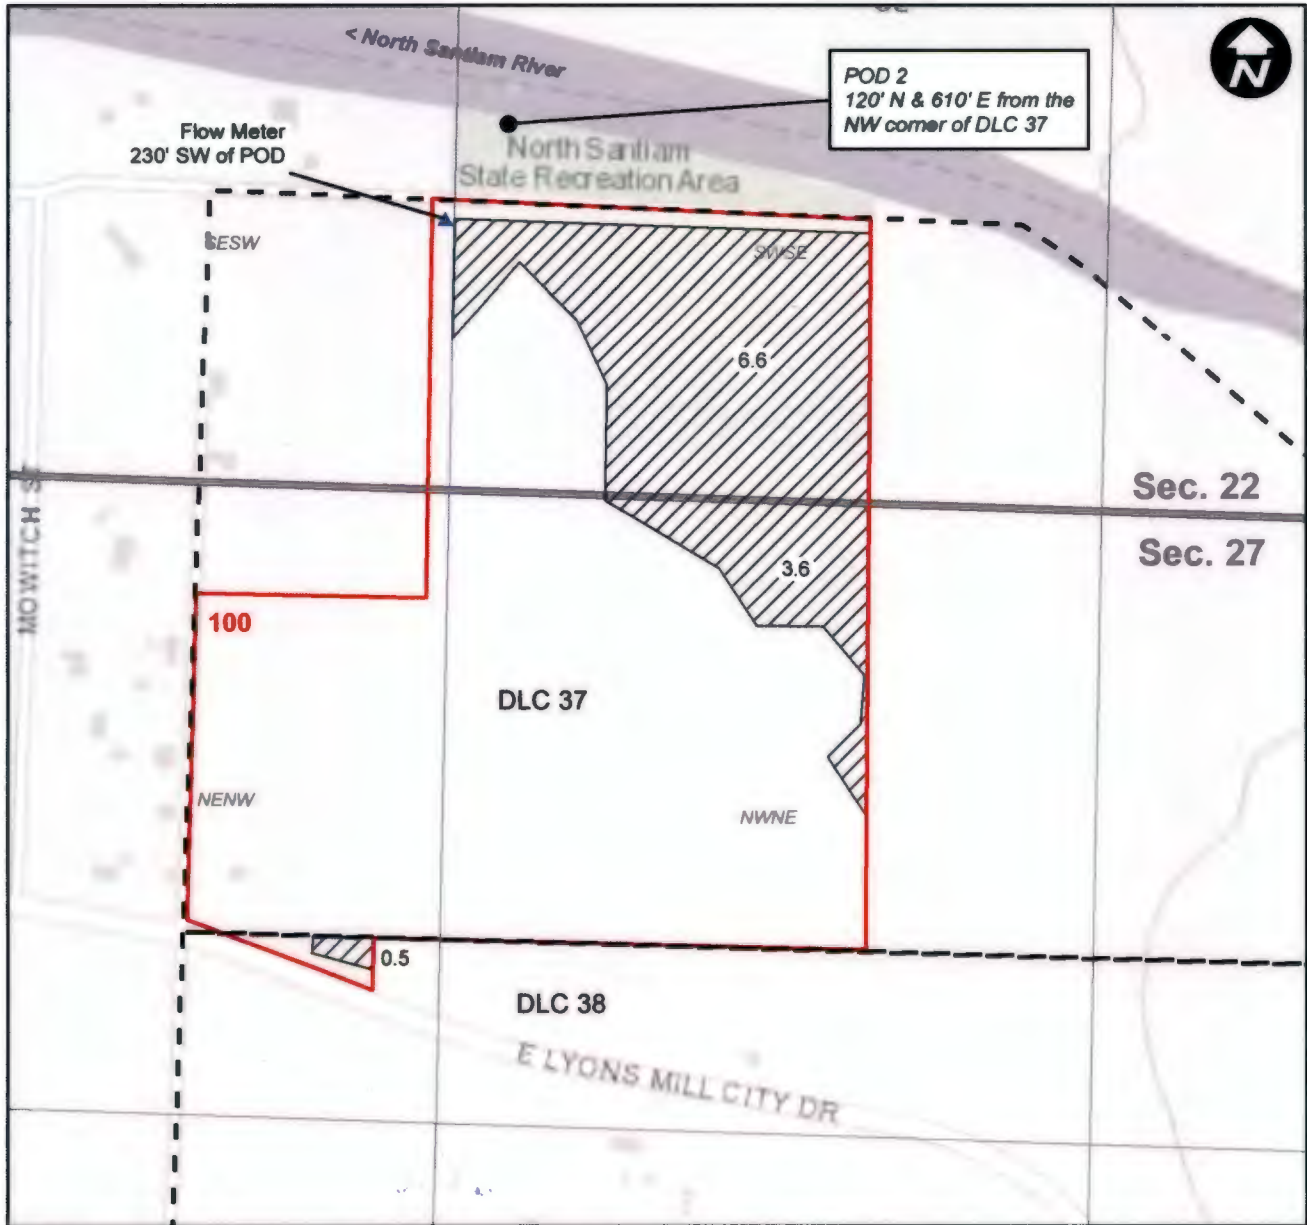 < North Santiam River
N
POD 2
120' N & 610' E from the
NW corner of DLC 37
Flow Meter
230' SW of POD
North Santiam
State Recreation Area
SESW
SWSE
6.6
Sec. 22
Sec. 27
MOWITCH ST
3.6
100
DLC 37
NENW
NWNE
0.5
DLC 38
E LYONS MILL CITY DR